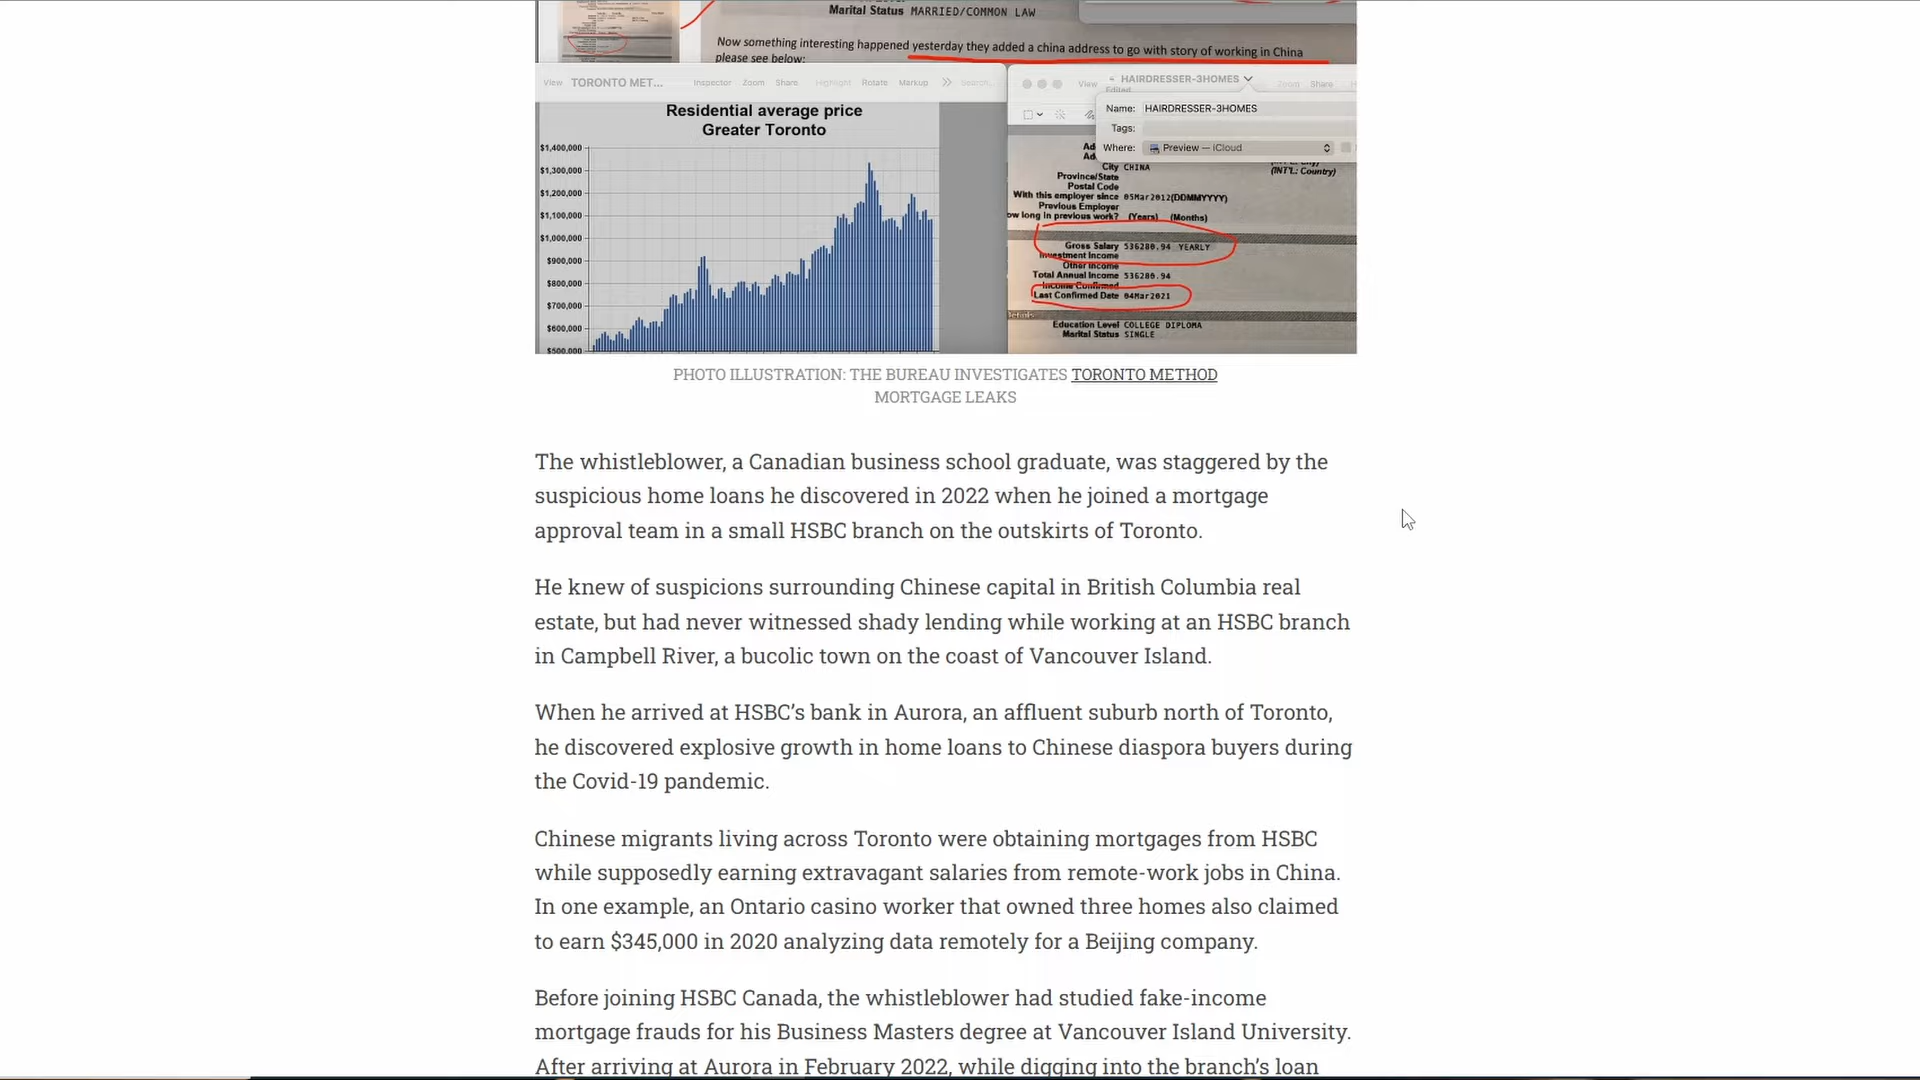 Marital Status MARRIED/COMMON LAW
Now something interesting happened yesterday they added a china address to go with story of working in China
please see below:
View TORONTO MET... Inspector Zoom Share Highlight Rotate Markup Search
View HAIRDRESSER-3HOMES Zoom Share
Edited
Name: HAIRDRESSER-3HOMES
Tags:
Where: Preview — iCloud
Residential average price
Greater Toronto
$1,400,000
$1,300,000
$1,200,000
$1,100,000
$1,000,000
$900,000
$800,000
$700,000
$600,000
$500,000
Ad
Ad
City CHINA
(INT'L: Country)
Province/State
Postal Code
With this employer since 05Mar2012(DDMMYYYY)
Previous Employer
ow long in previous work? (Years) (Months)
Gross Salary 536280.94 YEARLY
Investment Income
Other Income
Total Annual Income 536280.94
Income Confirmed
Last Confirmed Date 04Mar2021
Details
Education Level COLLEGE DIPLOMA
Marital Status SINGLE
PHOTO ILLUSTRATION: THE BUREAU INVESTIGATES TORONTO METHOD
MORTGAGE LEAKS
The whistleblower, a Canadian business school graduate, was staggered by the
suspicious home loans he discovered in 2022 when he joined a mortgage
approval team in a small HSBC branch on the outskirts of Toronto.
He knew of suspicions surrounding Chinese capital in British Columbia real
estate, but had never witnessed shady lending while working at an HSBC branch
in Campbell River, a bucolic town on the coast of Vancouver Island.
When he arrived at HSBC’s bank in Aurora, an affluent suburb north of Toronto,
he discovered explosive growth in home loans to Chinese diaspora buyers during
the Covid-19 pandemic.
Chinese migrants living across Toronto were obtaining mortgages from HSBC
while supposedly earning extravagant salaries from remote-work jobs in China.
In one example, an Ontario casino worker that owned three homes also claimed
to earn $345,000 in 2020 analyzing data remotely for a Beijing company.
Before joining HSBC Canada, the whistleblower had studied fake-income
mortgage frauds for his Business Masters degree at Vancouver Island University.
After arriving at Aurora in February 2022, while digging into the branch’s loan